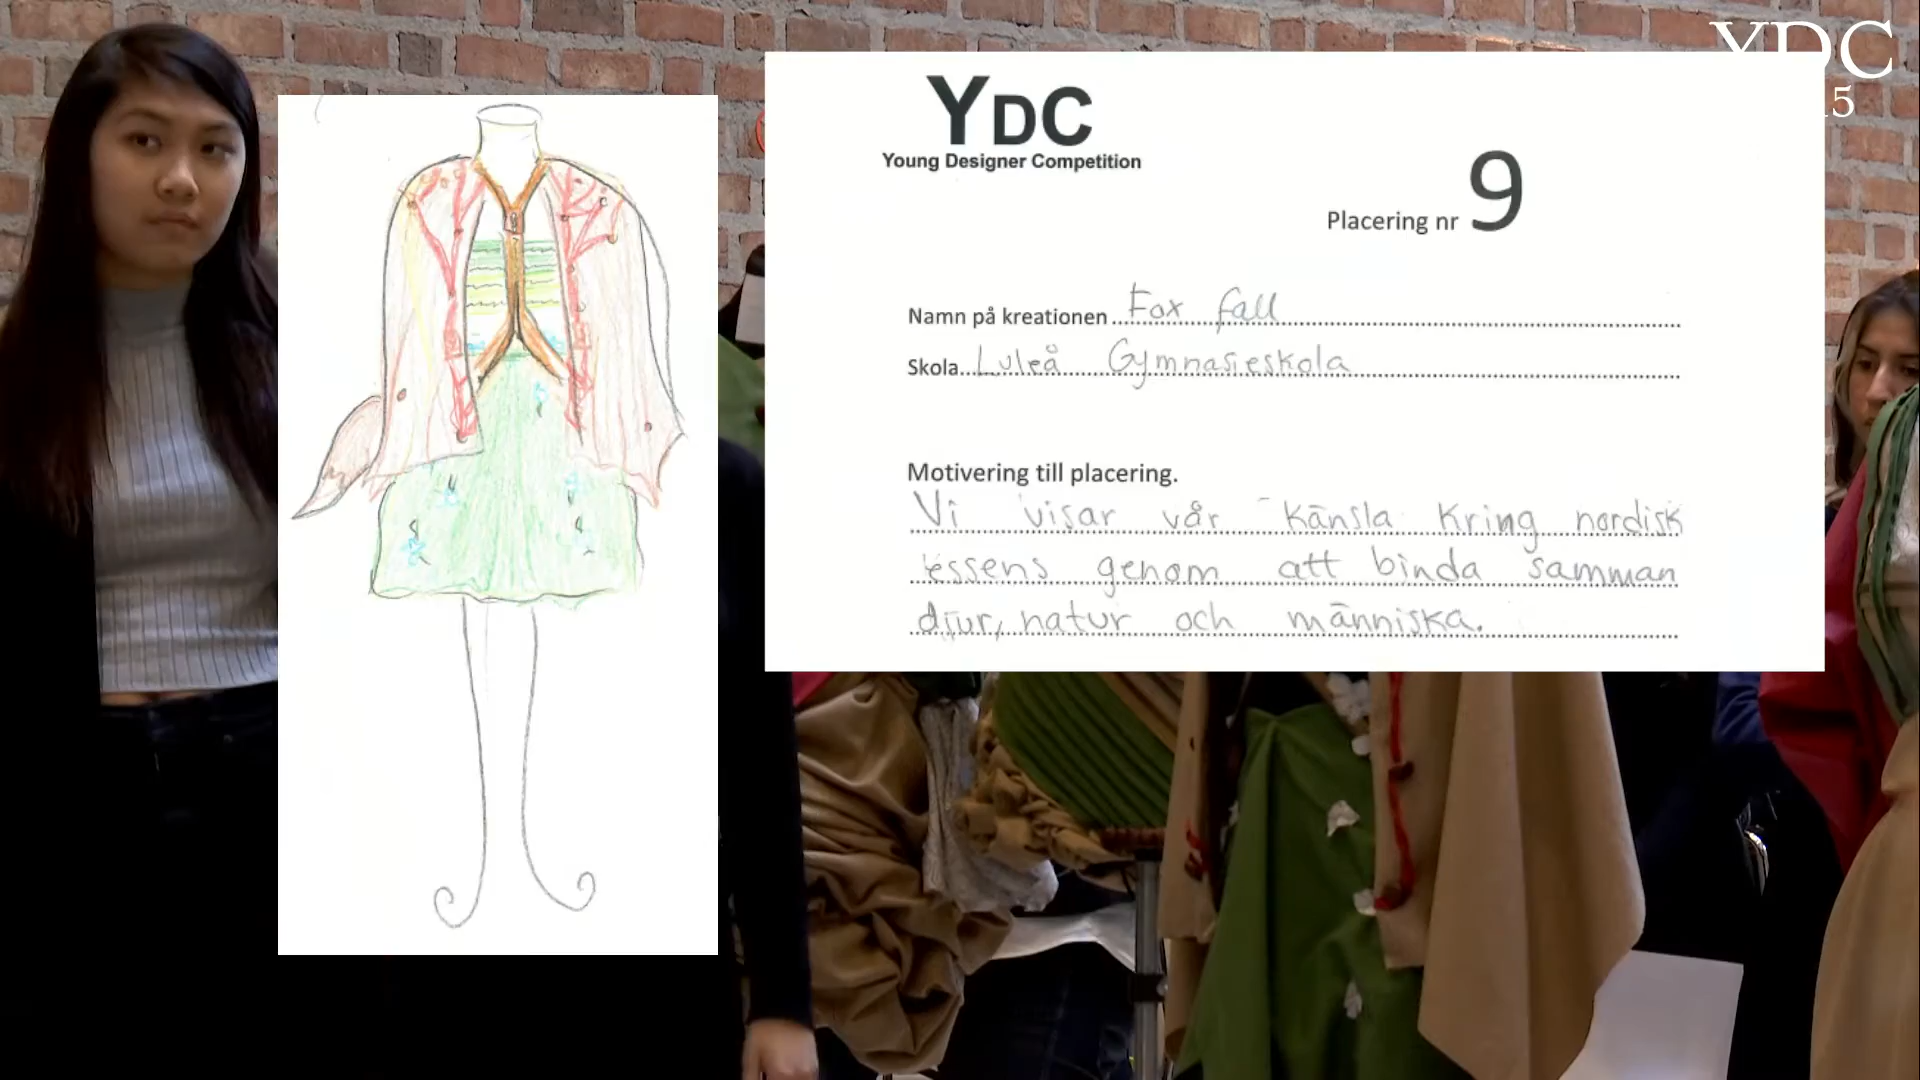 YDC
15
YDC
Young Designer Competition
Placering nr 9
Namn på kreationen Fox fall
Skola Luleå Gymnasieskola
Motivering till placering.
Vi visar vår känsla kring nordisk
essens genom att binda samman
djur, natur och människa.